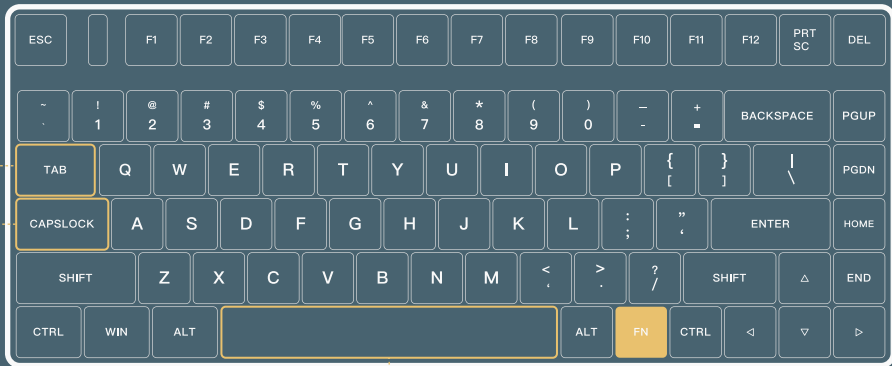 ESC F1 F2 F3 F4 F5 F6 F7 F8 F9 F10 F11 F12 PRT SC DEL
~ ! @ # $ % ^ & * ( ) — +
· 1 2 3 4 5 6 7 8 9 0 - = BACKSPACE PGUP
TAB Q W E R T Y U I O P { [ } ] | \ PGDN
CAPSLOCK A S D F G H J K L : ; ” ‘ ENTER HOME
SHIFT Z X C V B N M < ‘ > · ? / SHIFT △ END
CTRL WIN ALT ALT FN CTRL ◁ ▽ ▷